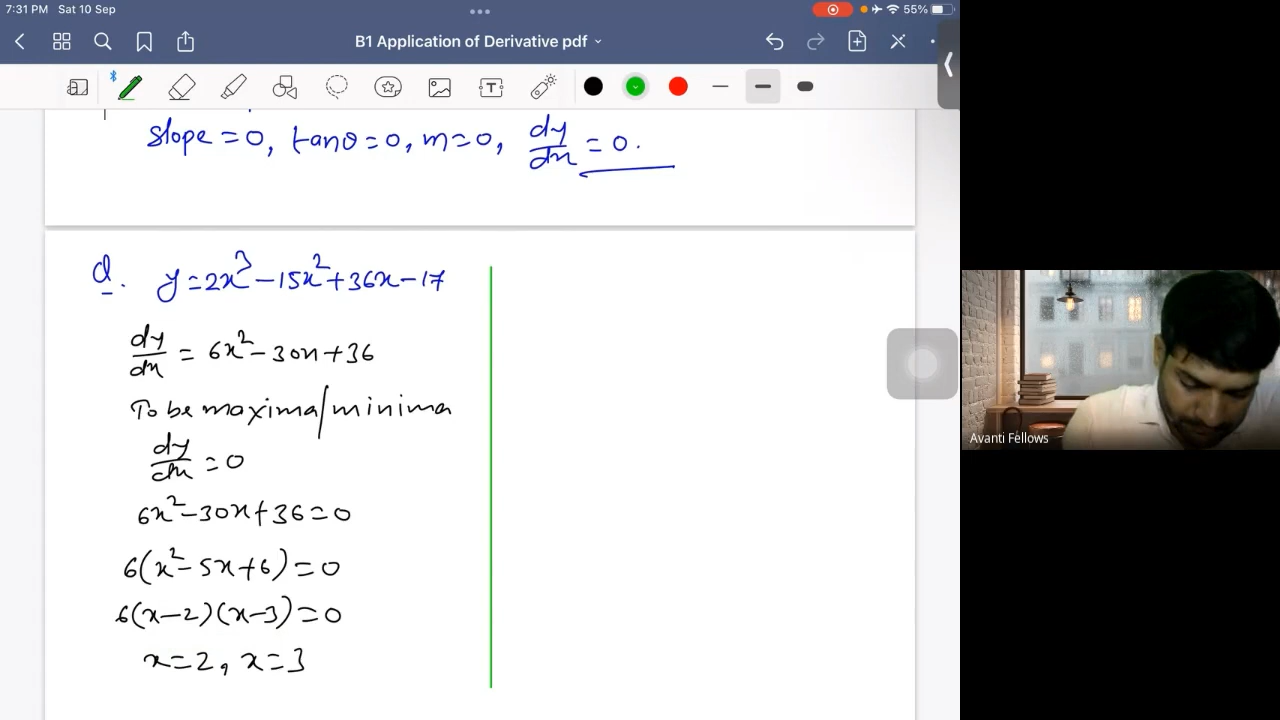 7:31 PM Sat 10 Sep
55%
B1 Application of Derivative pdf
T
Slope = 0, tanθ = 0, m = 0, dy/dx = 0.
Q. y = 2x³ - 15x² + 36x - 17
dy/dx = 6x² - 30x + 36
To be maxima/minima
dy/dx = 0
6x² - 30x + 36 = 0
6(x² - 5x + 6) = 0
6(x - 2)(x - 3) = 0
x = 2, x = 3
Avanti Fellows